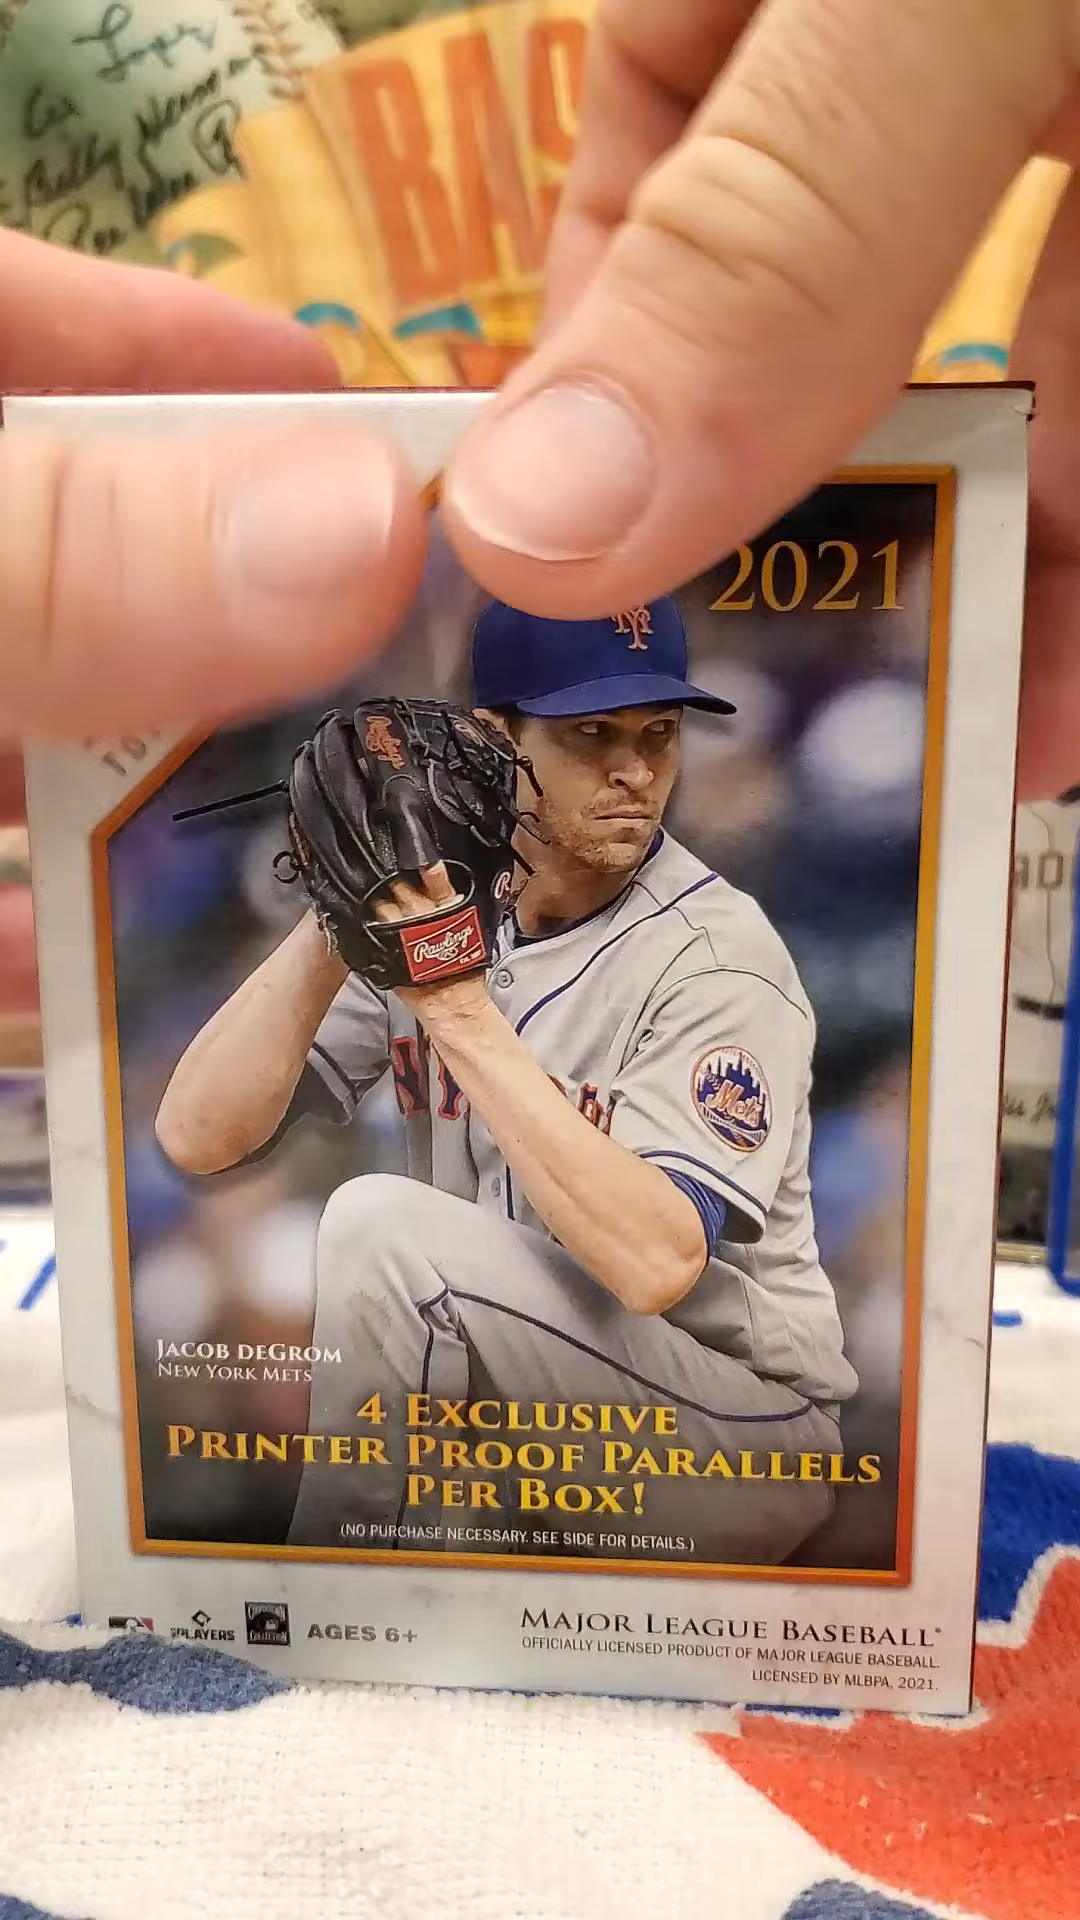 BAS
2021
NY
Rawlings
R
Rawlings
Mets
JACOB DEGROM
NEW YORK METS
4 EXCLUSIVE
PRINTER PROOF PARALLELS
PER BOX!
(NO PURCHASE NECESSARY. SEE SIDE FOR DETAILS.)
PLAYERS
AGES 6+
MAJOR LEAGUE BASEBALL®
OFFICIALLY LICENSED PRODUCT OF MAJOR LEAGUE BASEBALL.
LICENSED BY MLBPA, 2021.